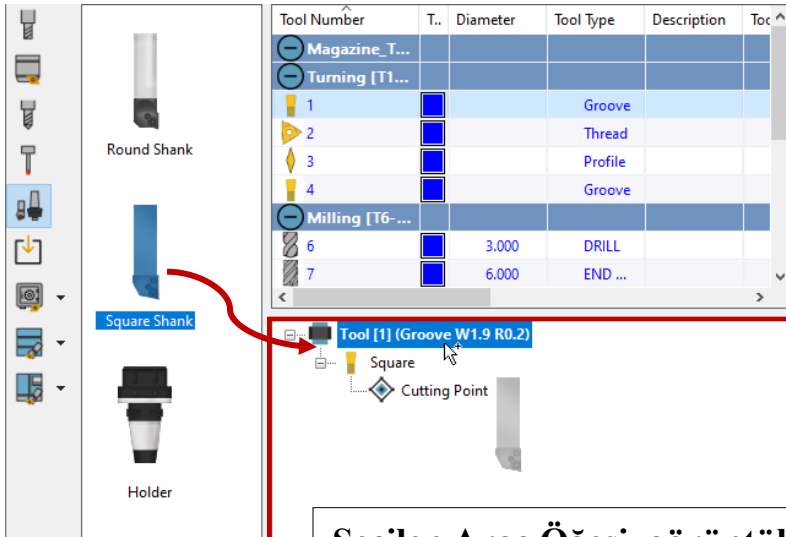 Tool Number T.. Diameter Tool Type Description
Magazine_T...
Turning [T1...
1 Groove
2 Thread
3 Profile
4 Groove
Milling [T6-...
6 3.000 DRILL
7 6.000 END ...
Round Shank
Square Shank
Holder
Tool [1] (Groove W1.9 R0.2)
Square
Cutting Point